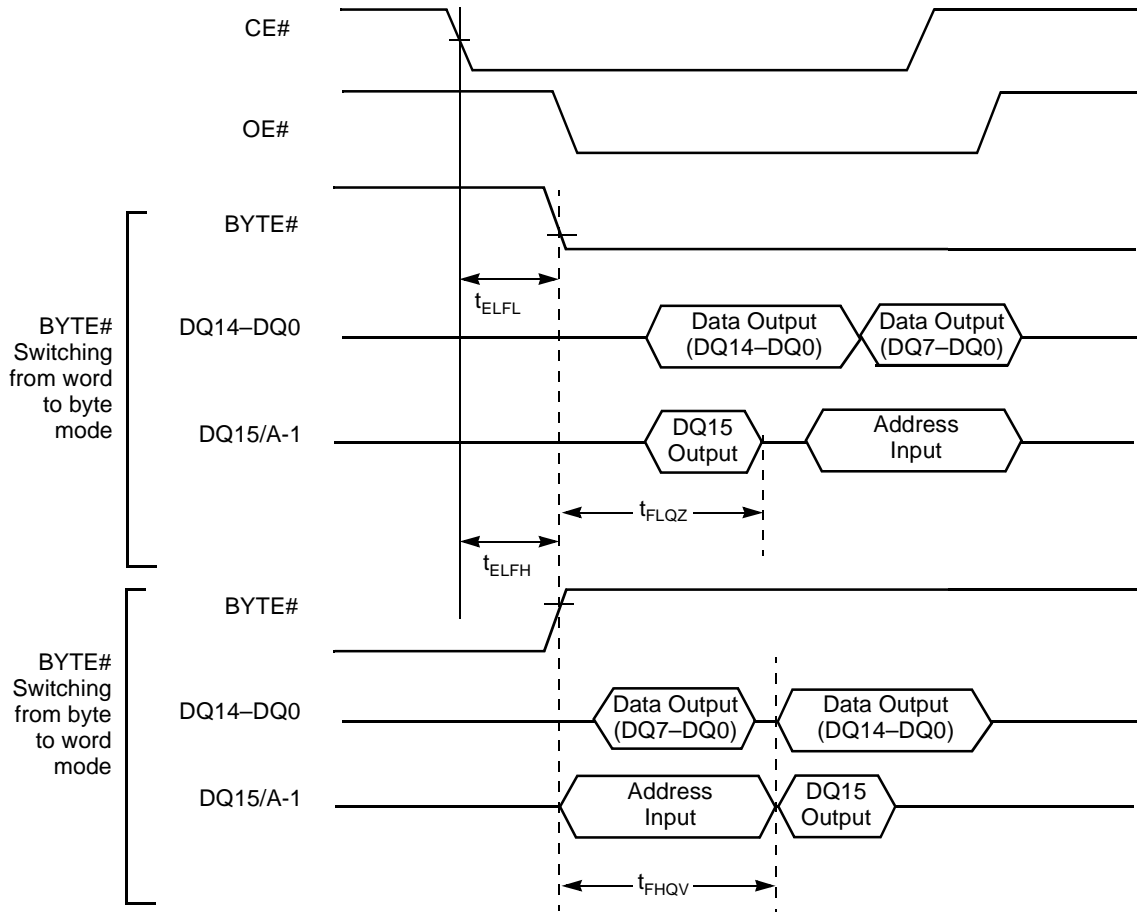 CE#
OE#
BYTE#
tELFL
BYTE#
Switching
from word
to byte
mode
DQ14–DQ0
Data Output
(DQ14–DQ0)
Data Output
(DQ7–DQ0)
DQ15/A-1
DQ15
Output
Address
Input
tFLQZ
tELFH
BYTE#
BYTE#
Switching
from byte
to word
mode
DQ14–DQ0
Data Output
(DQ7–DQ0)
Data Output
(DQ14–DQ0)
DQ15/A-1
Address
Input
DQ15
Output
tFHQV